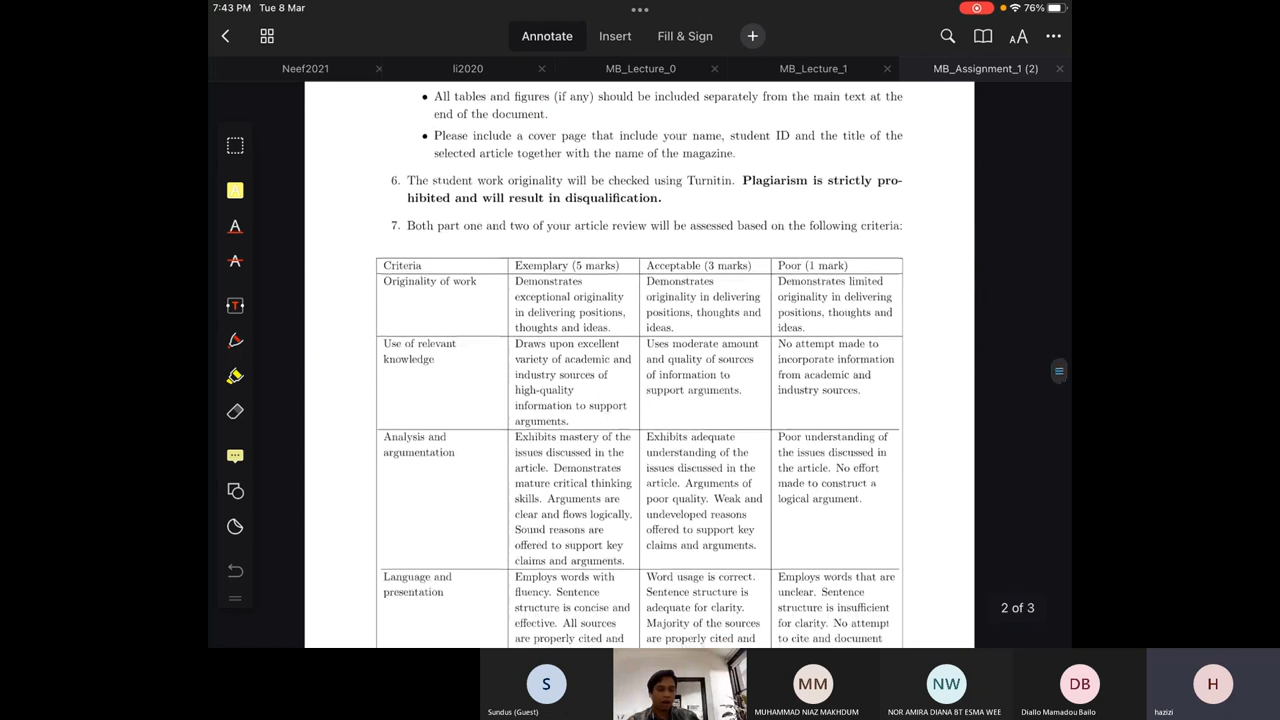 7:43 PM Tue 8 Mar
76%
Annotate Insert Fill & Sign
AA
Neef2021 li2020 MB_Lecture_0 MB_Lecture_1 MB_Assignment_1 (2)
• All tables and figures (if any) should be included separately from the main text at the
end of the document.
• Please include a cover page that include your name, student ID and the title of the
selected article together with the name of the magazine.
6. The student work originality will be checked using Turnitin. Plagiarism is strictly pro-
hibited and will result in disqualification.
7. Both part one and two of your article review will be assessed based on the following criteria:
Criteria
Exemplary (5 marks)
Acceptable (3 marks)
Poor (1 mark)
Originality of work
Demonstrates
exceptional originality
in delivering positions,
thoughts and ideas.
Demonstrates
originality in delivering
positions, thoughts and
ideas.
Demonstrates limited
originality in delivering
positions, thoughts and
ideas.
Use of relevant
knowledge
Draws upon excellent
variety of academic and
industry sources of
high-quality
information to support
arguments.
Uses moderate amount
and quality of sources
of information to
support arguments.
No attempt made to
incorporate information
from academic and
industry sources.
Analysis and
argumentation
Exhibits mastery of the
issues discussed in the
article. Demonstrates
mature critical thinking
skills. Arguments are
clear and flows logically.
Sound reasons are
offered to support key
claims and arguments.
Exhibits adequate
understanding of the
issues discussed in the
article. Arguments of
poor quality. Weak and
undeveloped reasons
offered to support key
claims and arguments.
Poor understanding of
the issues discussed in
the article. No effort
made to construct a
logical argument.
Language and
presentation
Employs words with
fluency. Sentence
structure is concise and
effective. All sources
are properly cited and
Word usage is correct.
Sentence structure is
adequate for clarity.
Majority of the sources
are properly cited and
Employs words that are
unclear. Sentence
structure is insufficient
for clarity. No attempt
to cite and document
2 of 3
S
MM
NW
DB
H
Sundus (Guest)
MUHAMMAD NIAZ MAKHDUM
NOR AMIRA DIANA BT ESMA WEE
Diallo Mamadou Bailo
hazizi